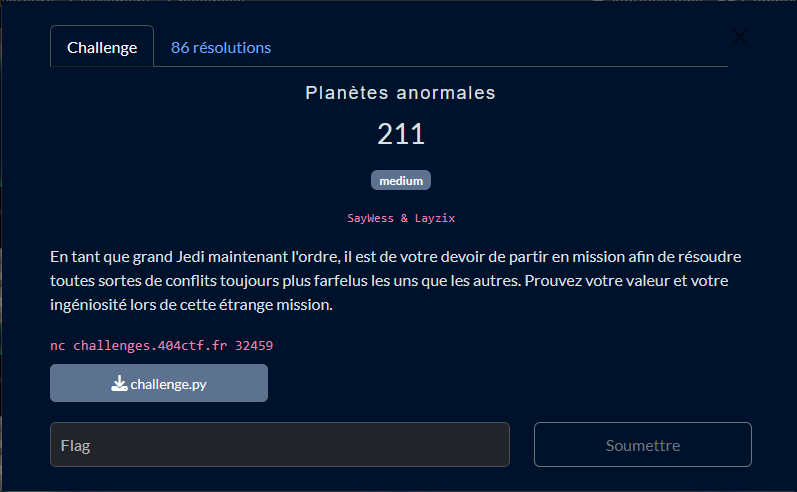 Challenge
86 résolutions
Planètes anormales
211
medium
SayWess & Layzix
En tant que grand Jedi maintenant l'ordre, il est de votre devoir de partir en mission afin de résoudre
toutes sortes de conflits toujours plus farfelus les uns que les autres. Prouvez votre valeur et votre
ingéniosité lors de cette étrange mission.
nc challenges.404ctf.fr 32459
challenge.py
Flag
Soumettre